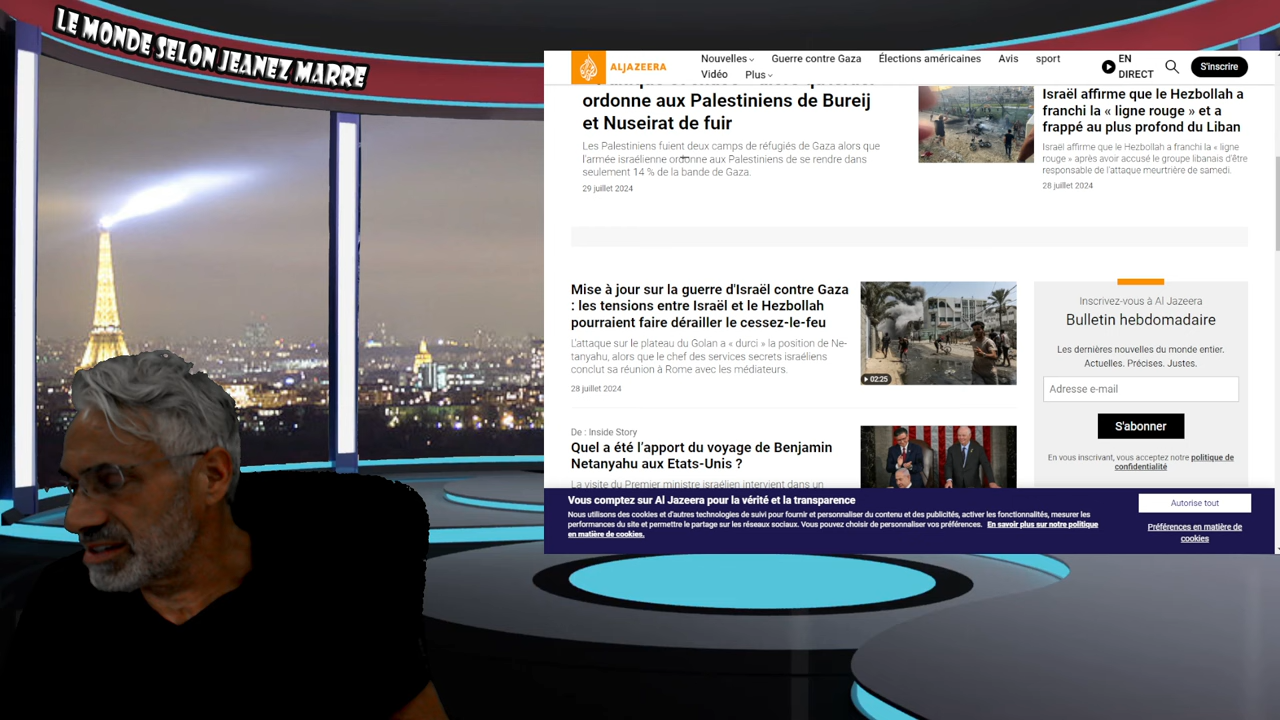 LE MONDE SELON JEANEZ MARRE
ALJAZEERA
Nouvelles
Guerre contre Gaza
Élections américaines
Avis
sport
Vidéo
Plus
EN
DIRECT
S'inscrire
ordonne aux Palestiniens de Bureij
et Nuseirat de fuir
Les Palestiniens fuient deux camps de réfugiés de Gaza alors que
l'armée israélienne ordonne aux Palestiniens de se rendre dans
seulement 14 % de la bande de Gaza.
29 juillet 2024
Israël affirme que le Hezbollah a
franchi la « ligne rouge » et a
frappé au plus profond du Liban
Israël affirme que le Hezbollah a franchi la « ligne
rouge » après avoir accusé le groupe libanais d'être
responsable de l'attaque meurtrière de samedi.
28 juillet 2024
Mise à jour sur la guerre d'Israël contre Gaza
: les tensions entre Israël et le Hezbollah
pourraient faire dérailler le cessez-le-feu
L'attaque sur le plateau du Golan a « durci » la position de Ne-
tanyahu, alors que le chef des services secrets israéliens
conclut sa réunion à Rome avec les médiateurs.
28 juillet 2024
02:25
De : Inside Story
Quel a été l'apport du voyage de Benjamin
Netanyahu aux Etats-Unis ?
La visite du Premier ministre israélien intervient dans un
Inscrivez-vous à Al Jazeera
Bulletin hebdomadaire
Les dernières nouvelles du monde entier.
Actuelles. Précises. Justes.
Adresse e-mail
S'abonner
En vous inscrivant, vous acceptez notre politique de
confidentialité
Vous comptez sur Al Jazeera pour la vérité et la transparence
Nous utilisons des cookies et d'autres technologies de suivi pour fournir et personnaliser du contenu et des publicités, activer les fonctionnalités, mesurer les
performances du site et permettre le partage sur les réseaux sociaux. Vous pouvez choisir de personnaliser vos préférences. En savoir plus sur notre politique
en matière de cookies.
Autorise tout
Préférences en matière de
cookies